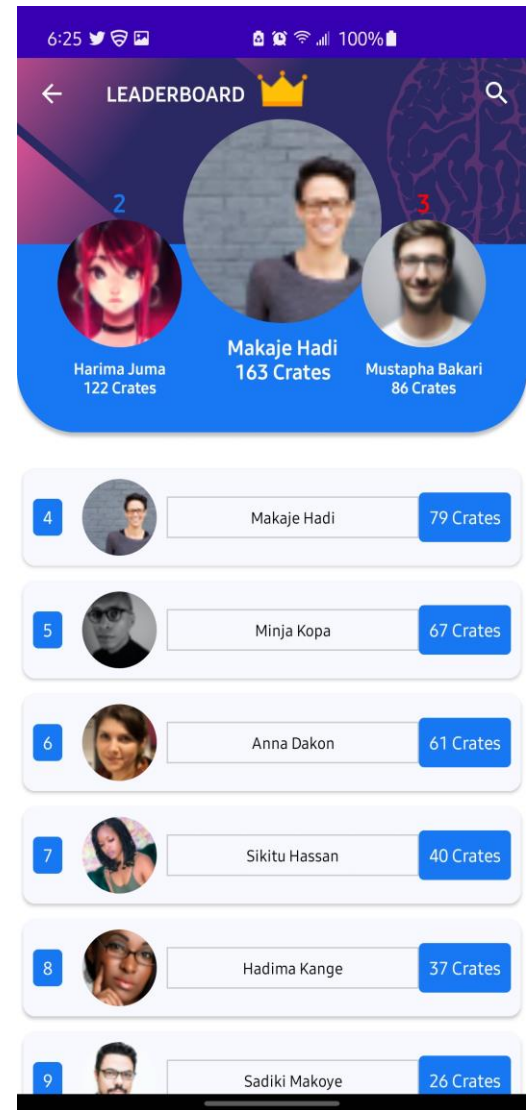 6:25 100%
LEADERBOARD
2
3
Makaje Hadi
163 Crates
Harima Juma
122 Crates
Mustapha Bakari
86 Crates
4 Makaje Hadi 79 Crates
5 Minja Kopa 67 Crates
6 Anna Dakon 61 Crates
7 Sikitu Hassan 40 Crates
8 Hadima Kange 37 Crates
9 Sadiki Makoye 26 Crates